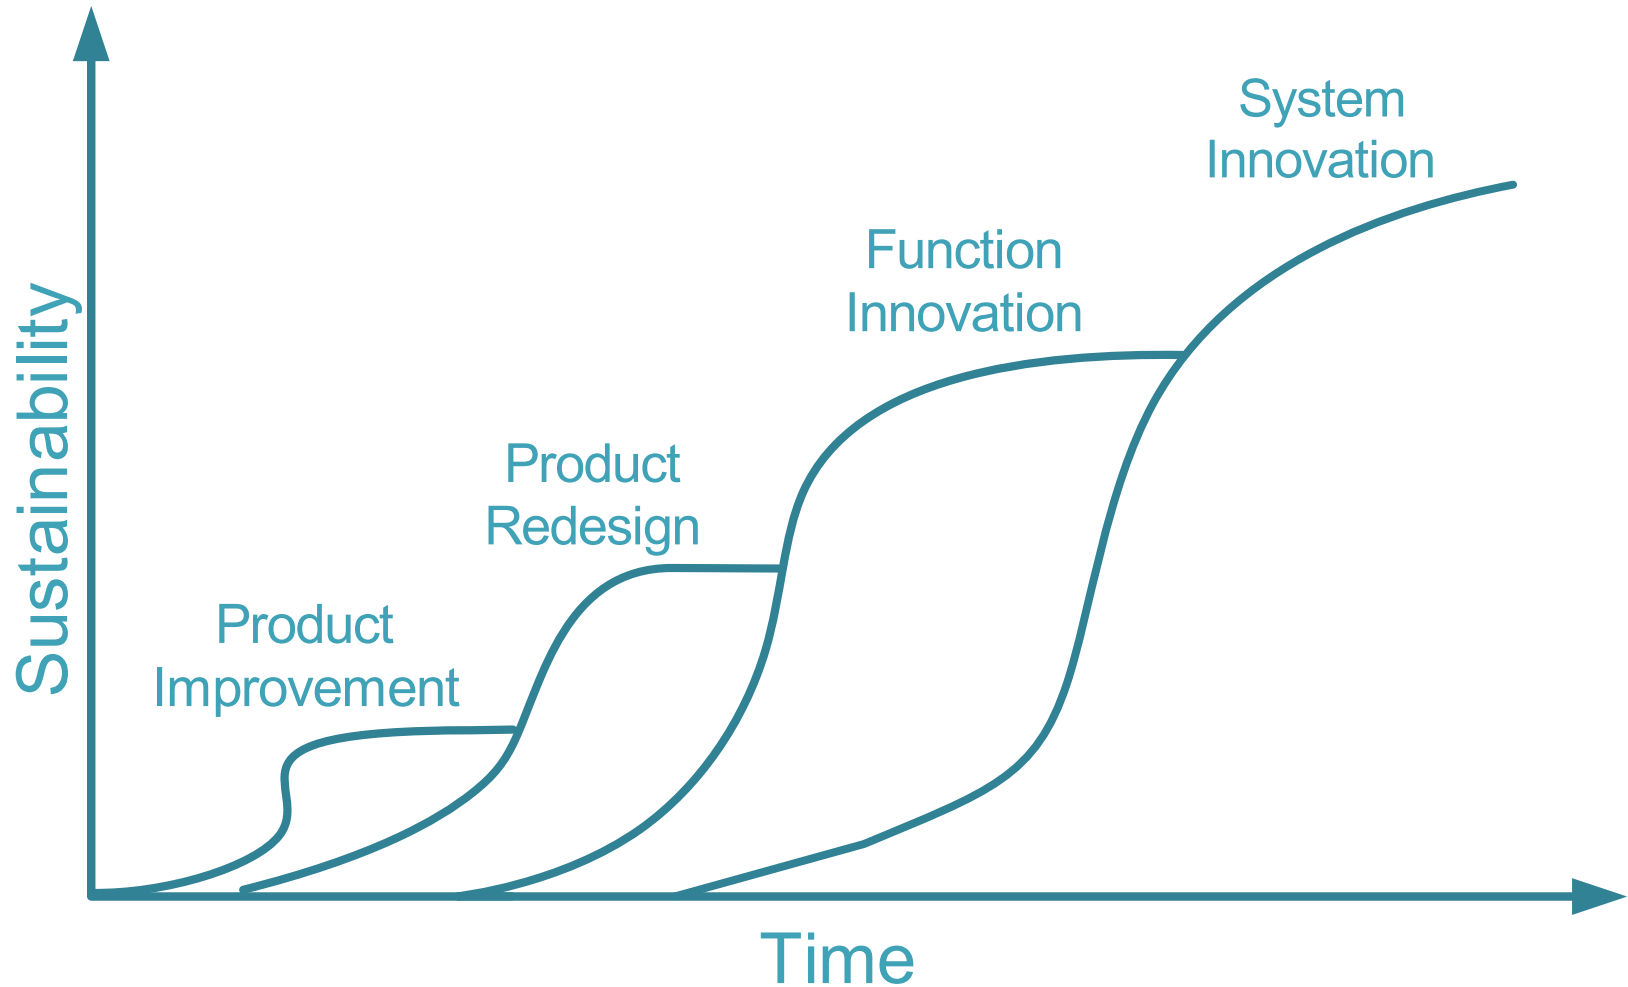 System
Innovation
Function
Innovation
Product
Redesign
Product
Improvement
Sustainability
Time